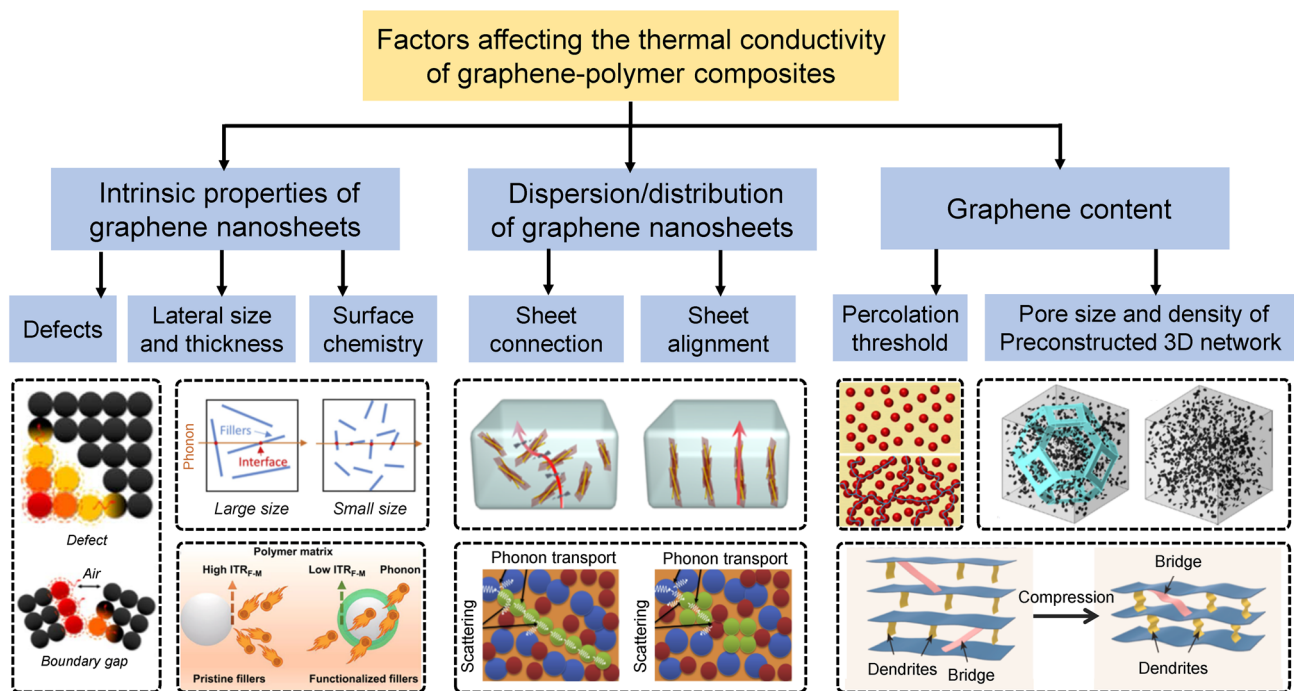 Factors affecting the thermal conductivity
of graphene-polymer composites
Intrinsic properties of
graphene nanosheets
Dispersion/distribution
of graphene nanosheets
Graphene content
Defects
Lateral size
and thickness
Surface
chemistry
Sheet
connection
Sheet
alignment
Percolation
threshold
Pore size and density of
Preconstructed 3D network
Defect
Air
Boundary gap
Phonon
Fillers
Interface
Large size
Small size
Polymer matrix
High ITRF-M
Low ITRF-M
Phonon
Pristine fillers
Functionalized fillers
Phonon transport
Phonon transport
Scattering
Scattering
Dendrites
Bridge
Compression
Bridge
Dendrites